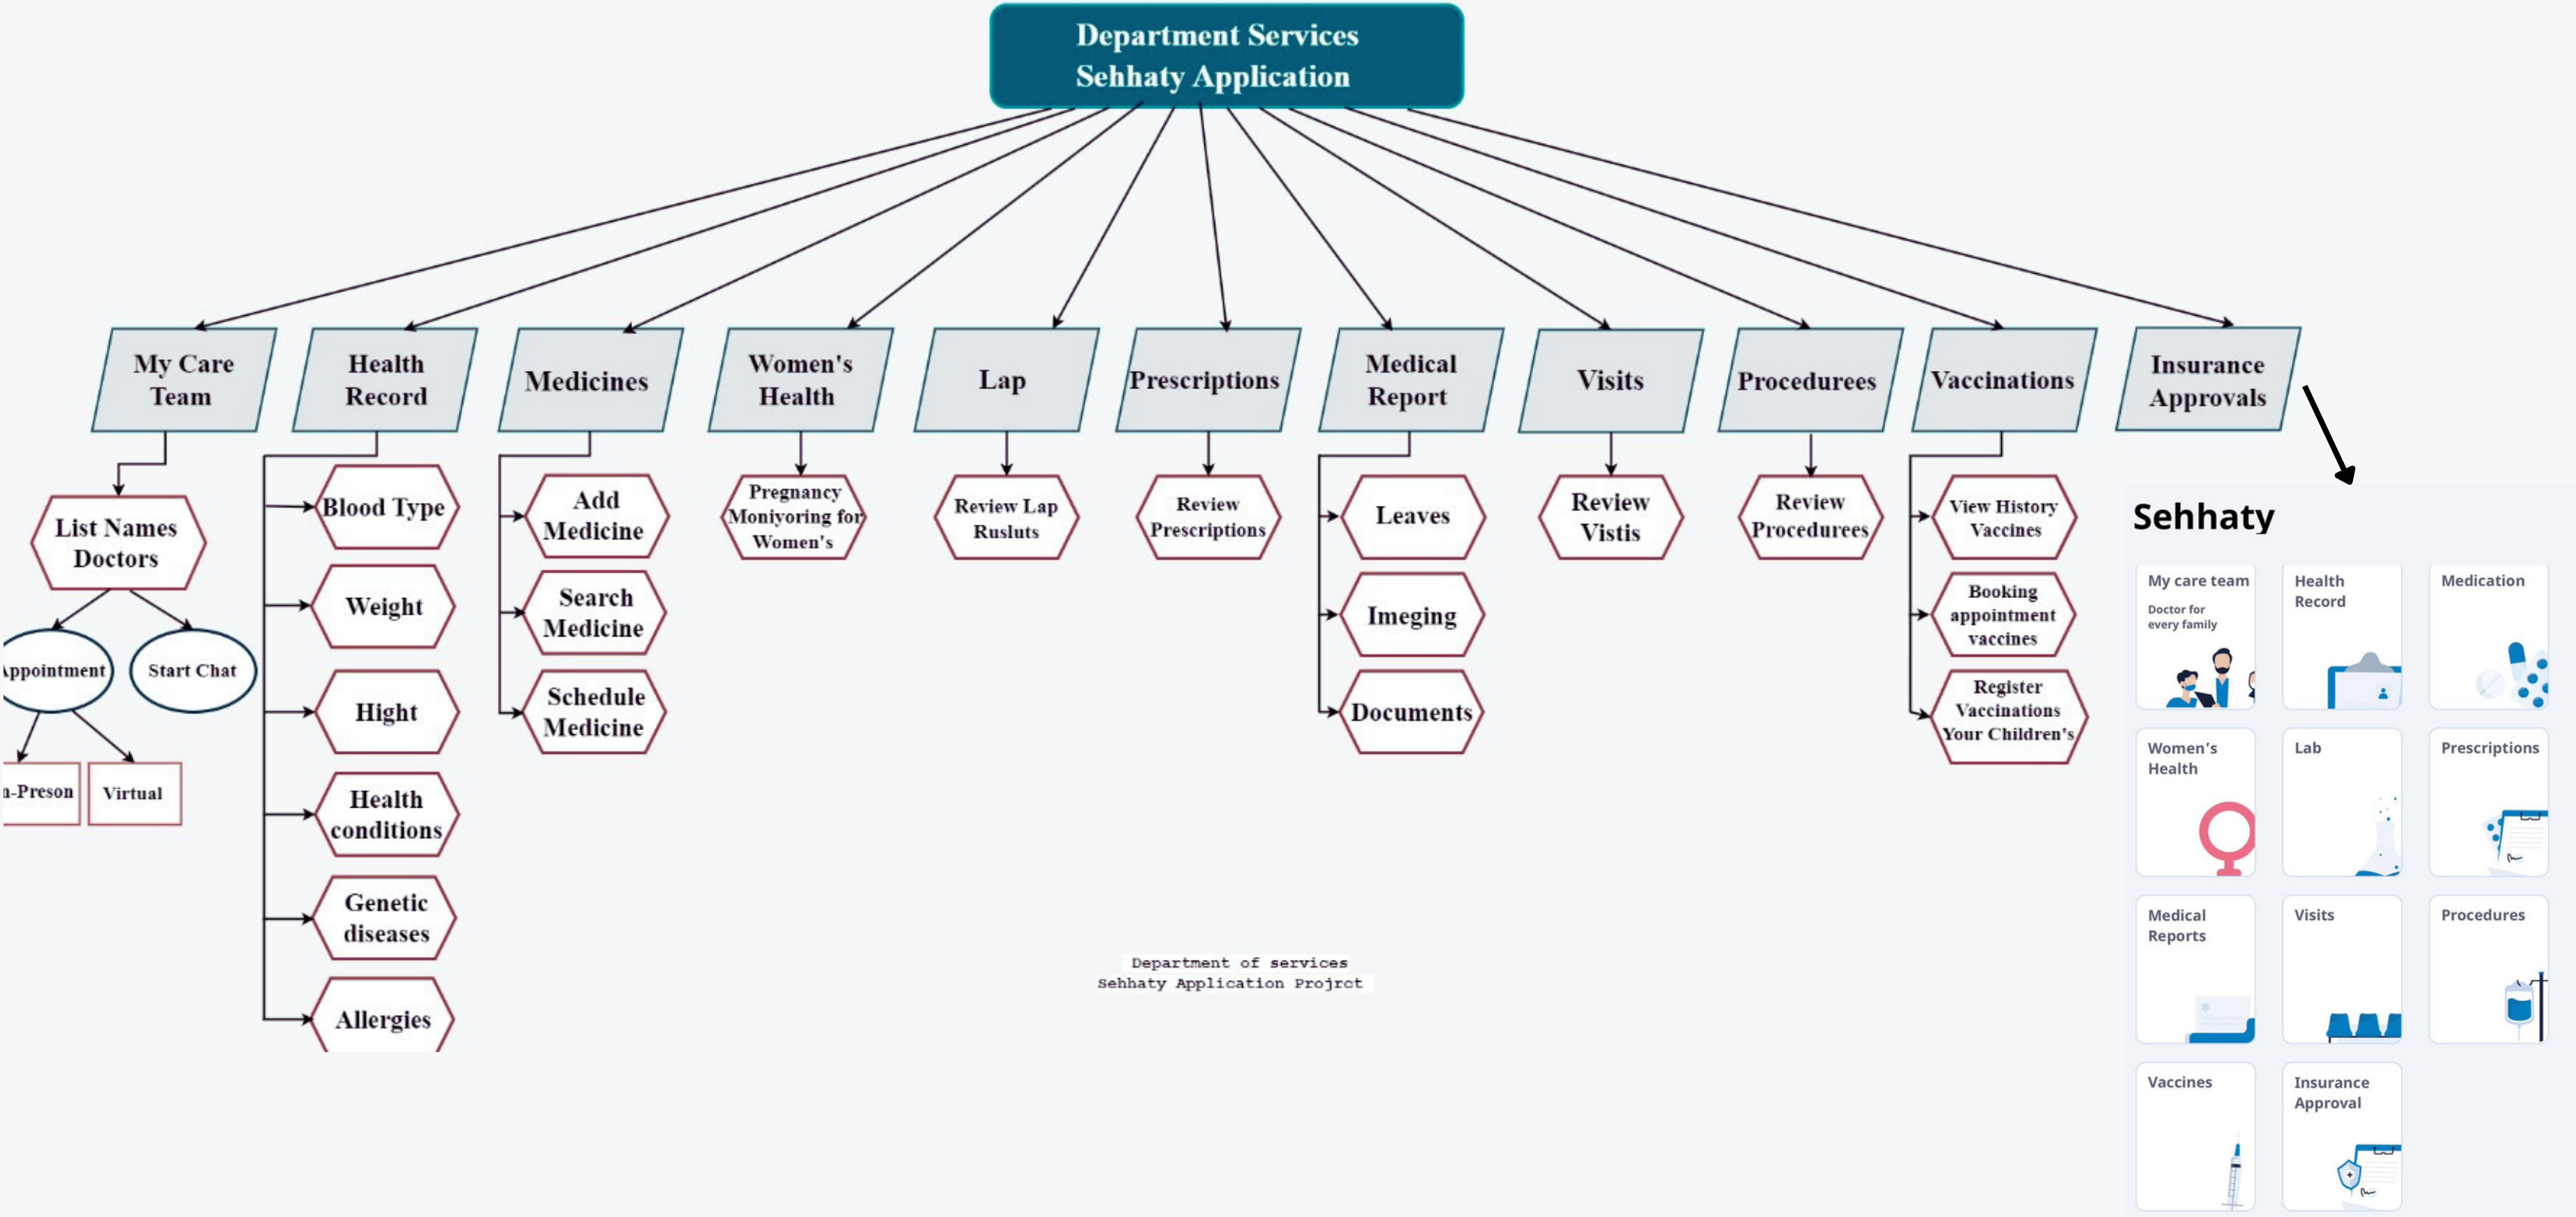 Department Services
Sehhaty Application
My Care
Team
Health
Record
Medicines
Women's
Health
Lap
Prescriptions
Medical
Report
Visits
Procedurees
Vaccinations
Insurance
Approvals
List Names
Doctors
Appointment
Start Chat
n-Preson
Virtual
Blood Type
Weight
Hight
Health
conditions
Genetic
diseases
Allergies
Add
Medicine
Search
Medicine
Schedule
Medicine
Pregnancy
Moniyoring for
Women's
Review Lap
Rusluts
Review
Prescriptions
Leaves
Imeging
Documents
Review
Vistis
Review
Procedurees
View History
Vaccines
Booking
appointment
vaccines
Register
Vaccinations
Your Children's
Department of services
Sehhaty Application Projrct
Sehhaty
My care team
Doctor for
every family
Health
Record
Medication
Women's
Health
Lab
Prescriptions
Medical
Reports
Visits
Procedures
Vaccines
Insurance
Approval